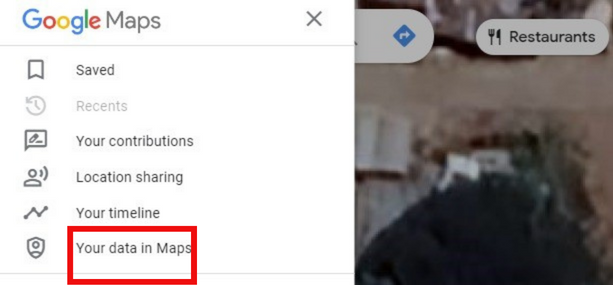 Google Maps
Saved
Recents
Your contributions
Location sharing
Your timeline
Your data in Maps
Restaurants